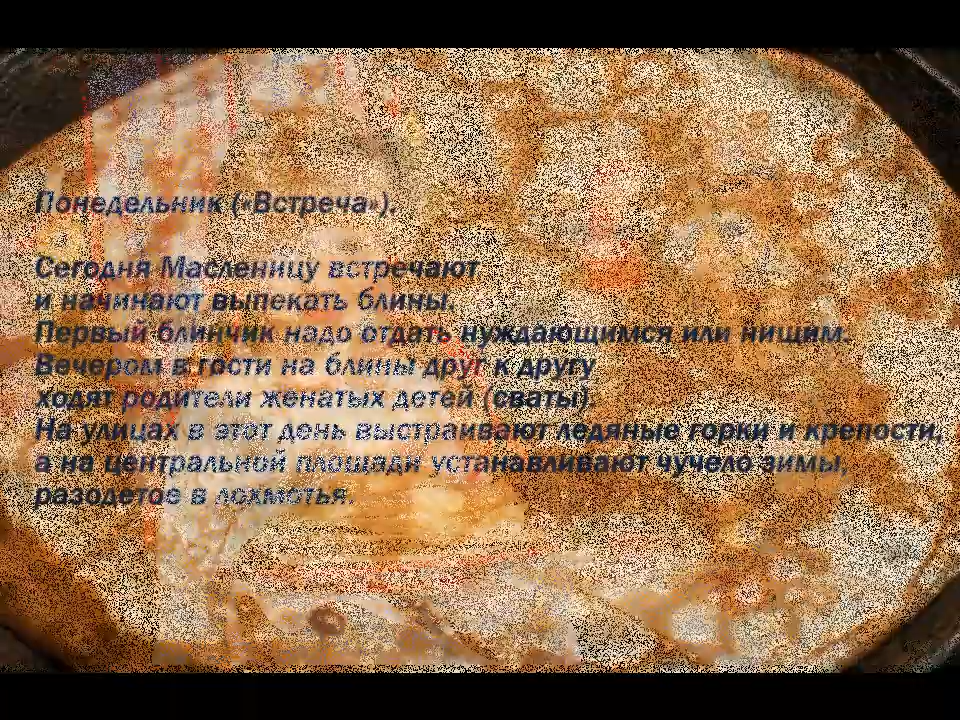 Понедельник («Встреча»).
Сегодня Масленицу встречают
и начинают выпекать блины.
Первый блинчик надо отдать нуждающимся или нищим.
Вечером в гости на блины друг к другу
ходят родители женатых детей (сваты).
На улицах в этот день выстраивают ледяные горки и крепости,
а на центральной площади устанавливают чучело зимы,
разодетое в лохмотья.